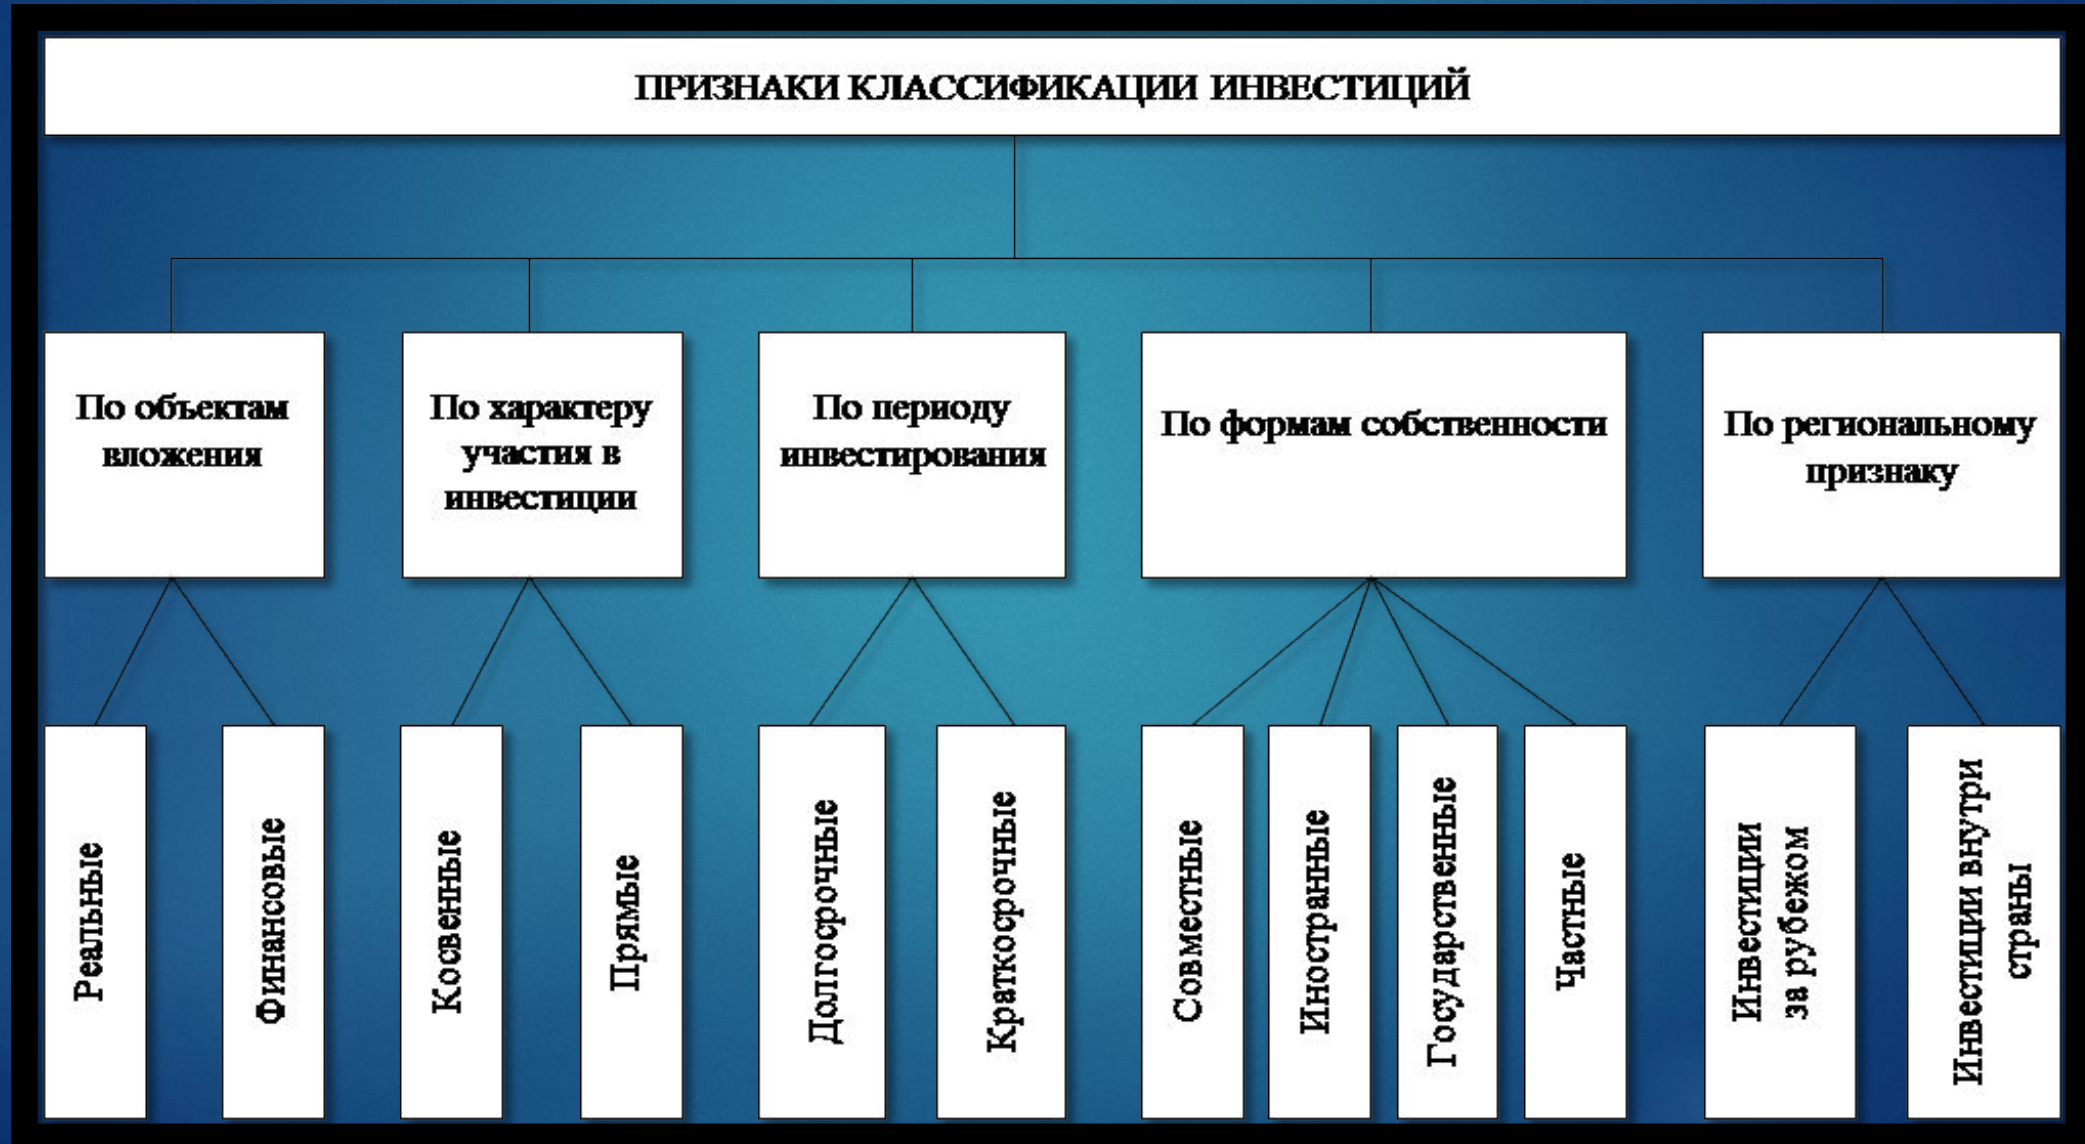 ПРИЗНАКИ КЛАССИФИКАЦИИ ИНВЕСТИЦИЙ
По объектам
вложения
По характеру
участия в
инвестиции
По периоду
инвестирования
По формам собственности
По региональному
признаку
Реальные
Финансовые
Косвенные
Прямые
Долгосрочные
Краткосрочные
Совместные
Иностранные
Государственные
Частные
Инвестиции
за рубежом
Инвестиции внутри
страны